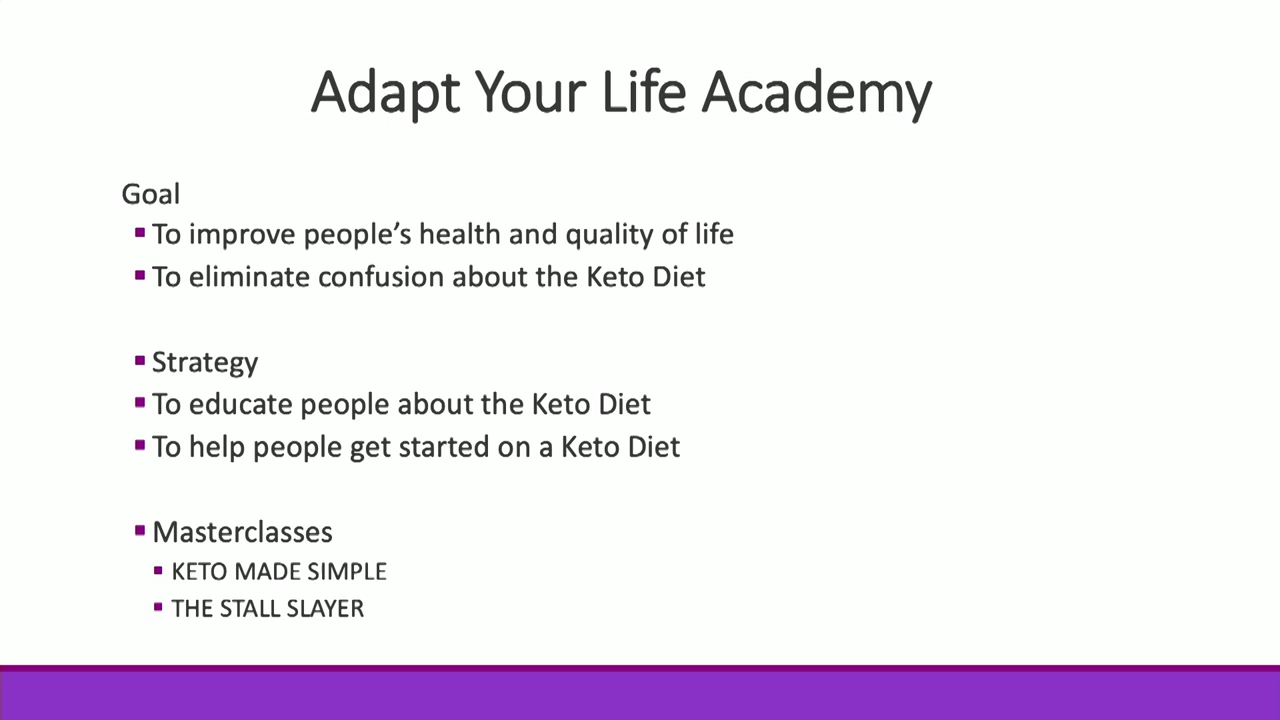 Adapt Your Life Academy
Goal
▪ To improve people’s health and quality of life
▪ To eliminate confusion about the Keto Diet
▪ Strategy
▪ To educate people about the Keto Diet
▪ To help people get started on a Keto Diet
▪ Masterclasses
▪ KETO MADE SIMPLE
▪ THE STALL SLAYER